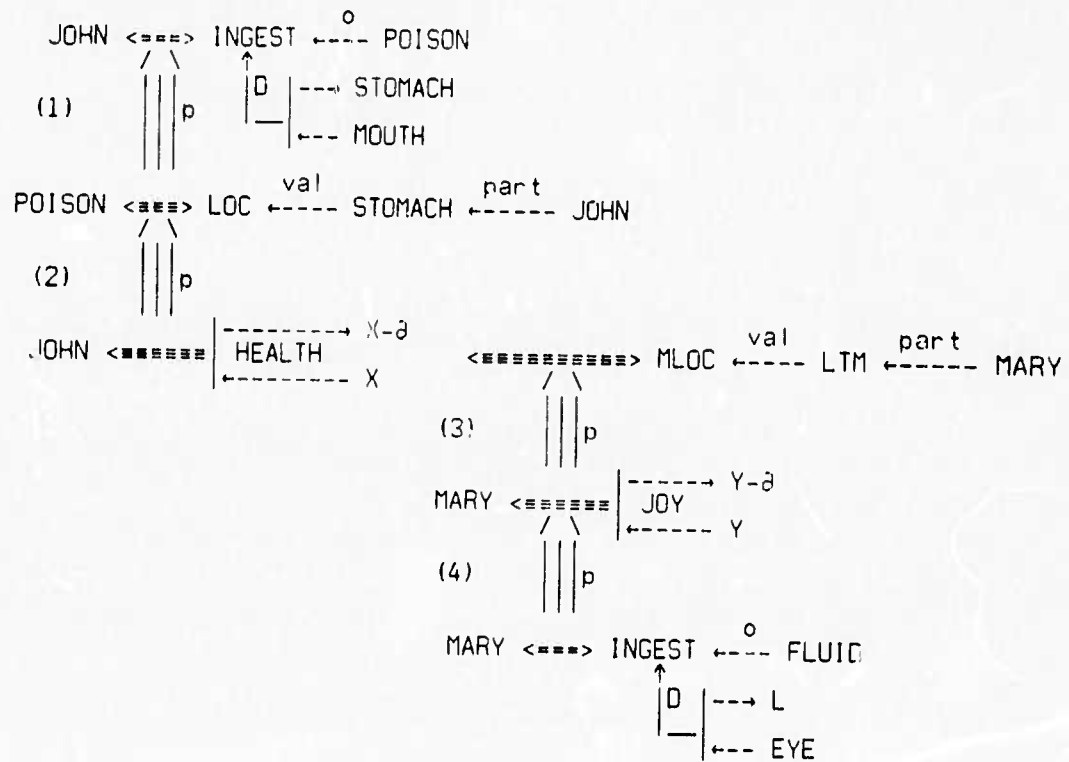 o
JOHN <===> INGEST ←---- POISON
D ---→ STOMACH
(1) p
←--- MOUTH
val part
POISON <≡≡≡> LOC ←----- STOMACH ←------ JOHN
(2) p
---------→ X-∂
JOHN <≡≡≡≡≡≡ HEALTH
←--------- X
val part
<≡≡≡≡≡≡≡≡≡≡> MLOC ←----- LTM ←------ MARY
(3) p
------→ Y-∂
MARY <≡≡≡≡≡≡ JOY
←------ Y
(4) p
o
MARY <===> INGEST ←---- FLUID
D ---→ L
←--- EYE